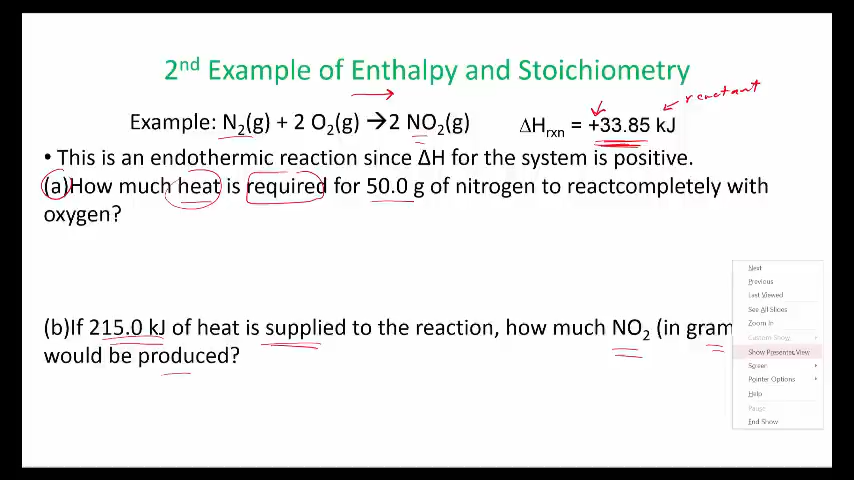 2nd Example of Enthalpy and Stoichiometry
reactant
Example: N2(g) + 2 O2(g) →2 NO2(g) ΔHrxn = +33.85 kJ
• This is an endothermic reaction since ΔH for the system is positive.
(a)How much heat is required for 50.0 g of nitrogen to reactcompletely with
oxygen?
(b)If 215.0 kJ of heat is supplied to the reaction, how much NO2 (in gram
would be produced?
Next
Previous
Last Viewed
See All Slides
Zoom In
Custom Show
Show Presenter View
Screen
Pointer Options
Help
Pause
End Show